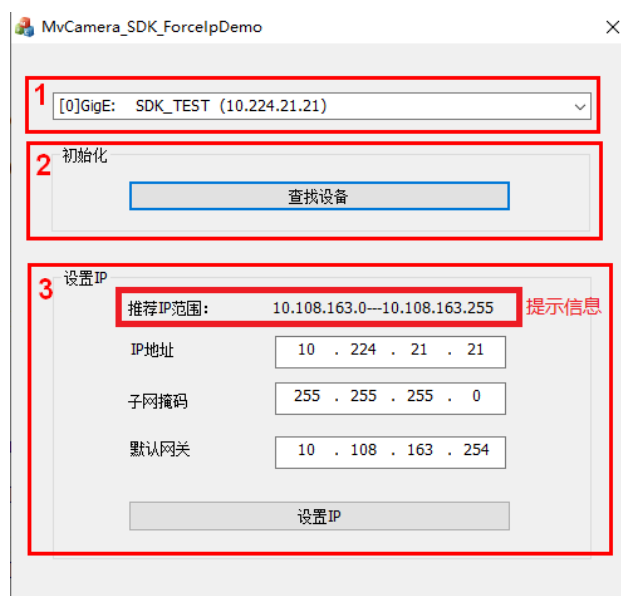 MvCamera_SDK_ForceIpDemo
1
[0]GigE: SDK_TEST (10.224.21.21)
2
初始化
查找设备
3
设置IP
推荐IP范围: 10.108.163.0---10.108.163.255 提示信息
IP地址 10 . 224 . 21 . 21
子网掩码 255 . 255 . 255 . 0
默认网关 10 . 108 . 163 . 254
设置IP